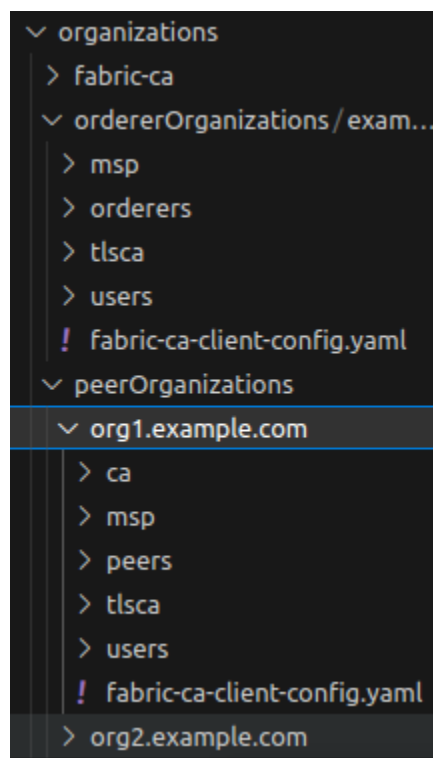 organizations
fabric-ca
ordererOrganizations/exam...
msp
orderers
tlsca
users
! fabric-ca-client-config.yaml
peerOrganizations
org1.example.com
ca
msp
peers
tlsca
users
! fabric-ca-client-config.yaml
org2.example.com